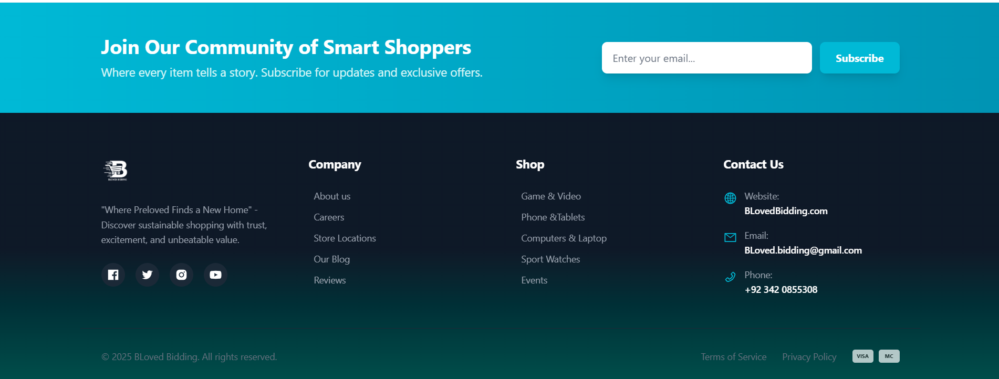 Join Our Community of Smart Shoppers
Where every item tells a story. Subscribe for updates and exclusive offers.
Enter your email...
Subscribe
BLOVED BIDDING
"Where Preloved Finds a New Home" -
Discover sustainable shopping with trust,
excitement, and unbeatable value.
Company
About us
Careers
Store Locations
Our Blog
Reviews
Shop
Game & Video
Phone &Tablets
Computers & Laptop
Sport Watches
Events
Contact Us
Website:
BLovedBidding.com
Email:
BLoved.bidding@gmail.com
Phone:
+92 342 0855308
© 2025 BLoved Bidding. All rights reserved.
Terms of Service
Privacy Policy
VISA
MC